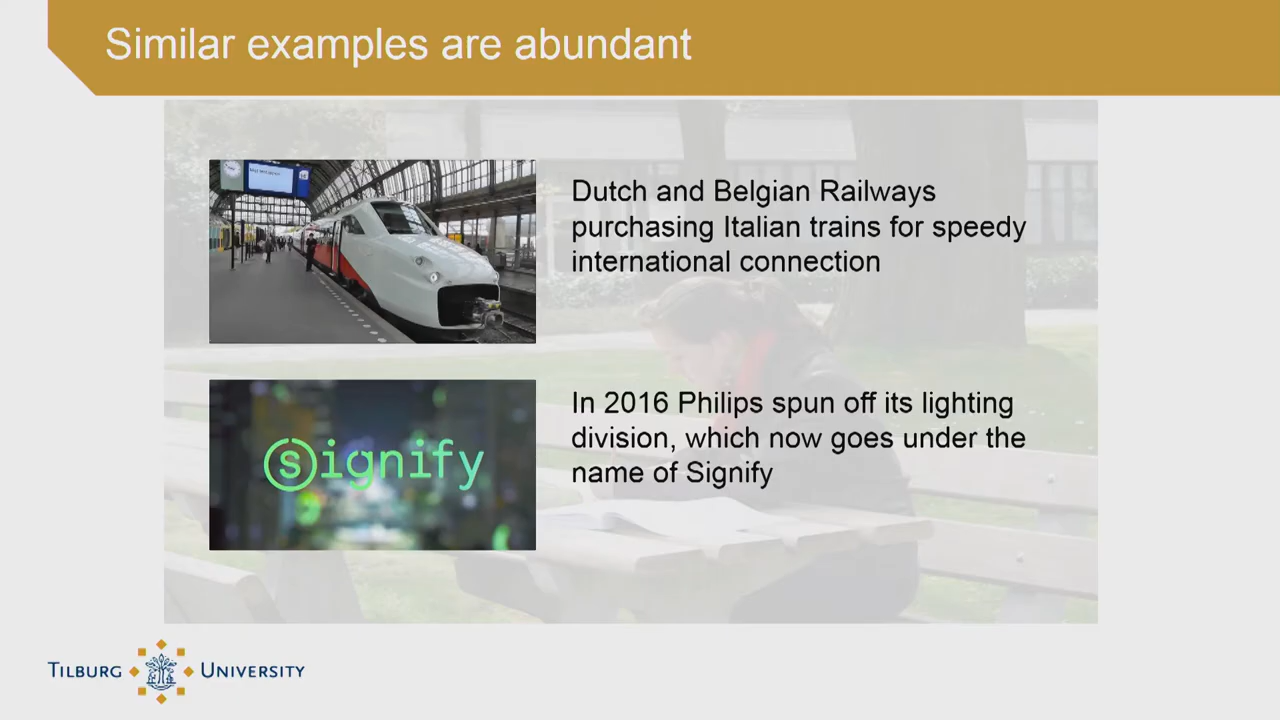 Similar examples are abundant
Dutch and Belgian Railways
purchasing Italian trains for speedy
international connection
signify
In 2016 Philips spun off its lighting
division, which now goes under the
name of Signify
TILBURG UNIVERSITY